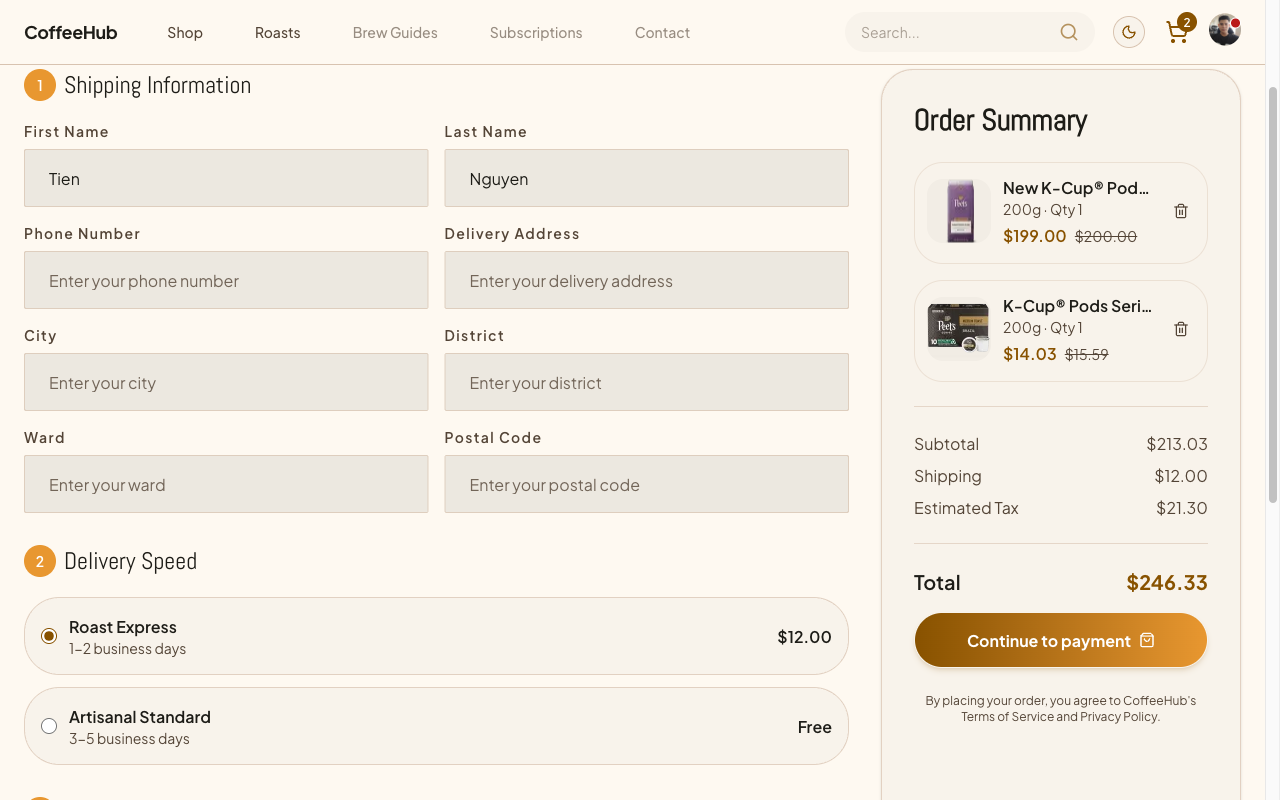 CoffeeHub
Shop
Roasts
Brew Guides
Subscriptions
Contact
Search...
2
1
Shipping Information
First Name
Last Name
Tien
Nguyen
Phone Number
Delivery Address
Enter your phone number
Enter your delivery address
City
District
Enter your city
Enter your district
Ward
Postal Code
Enter your ward
Enter your postal code
2
Delivery Speed
Roast Express
1–2 business days
$12.00
Artisanal Standard
3–5 business days
Free
Order Summary
Peet's
New K-Cup® Pod…
200g · Qty 1
$199.00 $200.00
Peet's
10
K-Cup® Pods Seri…
200g · Qty 1
$14.03 $15.59
Subtotal
$213.03
Shipping
$12.00
Estimated Tax
$21.30
Total
$246.33
Continue to payment
By placing your order, you agree to CoffeeHub's
Terms of Service and Privacy Policy.